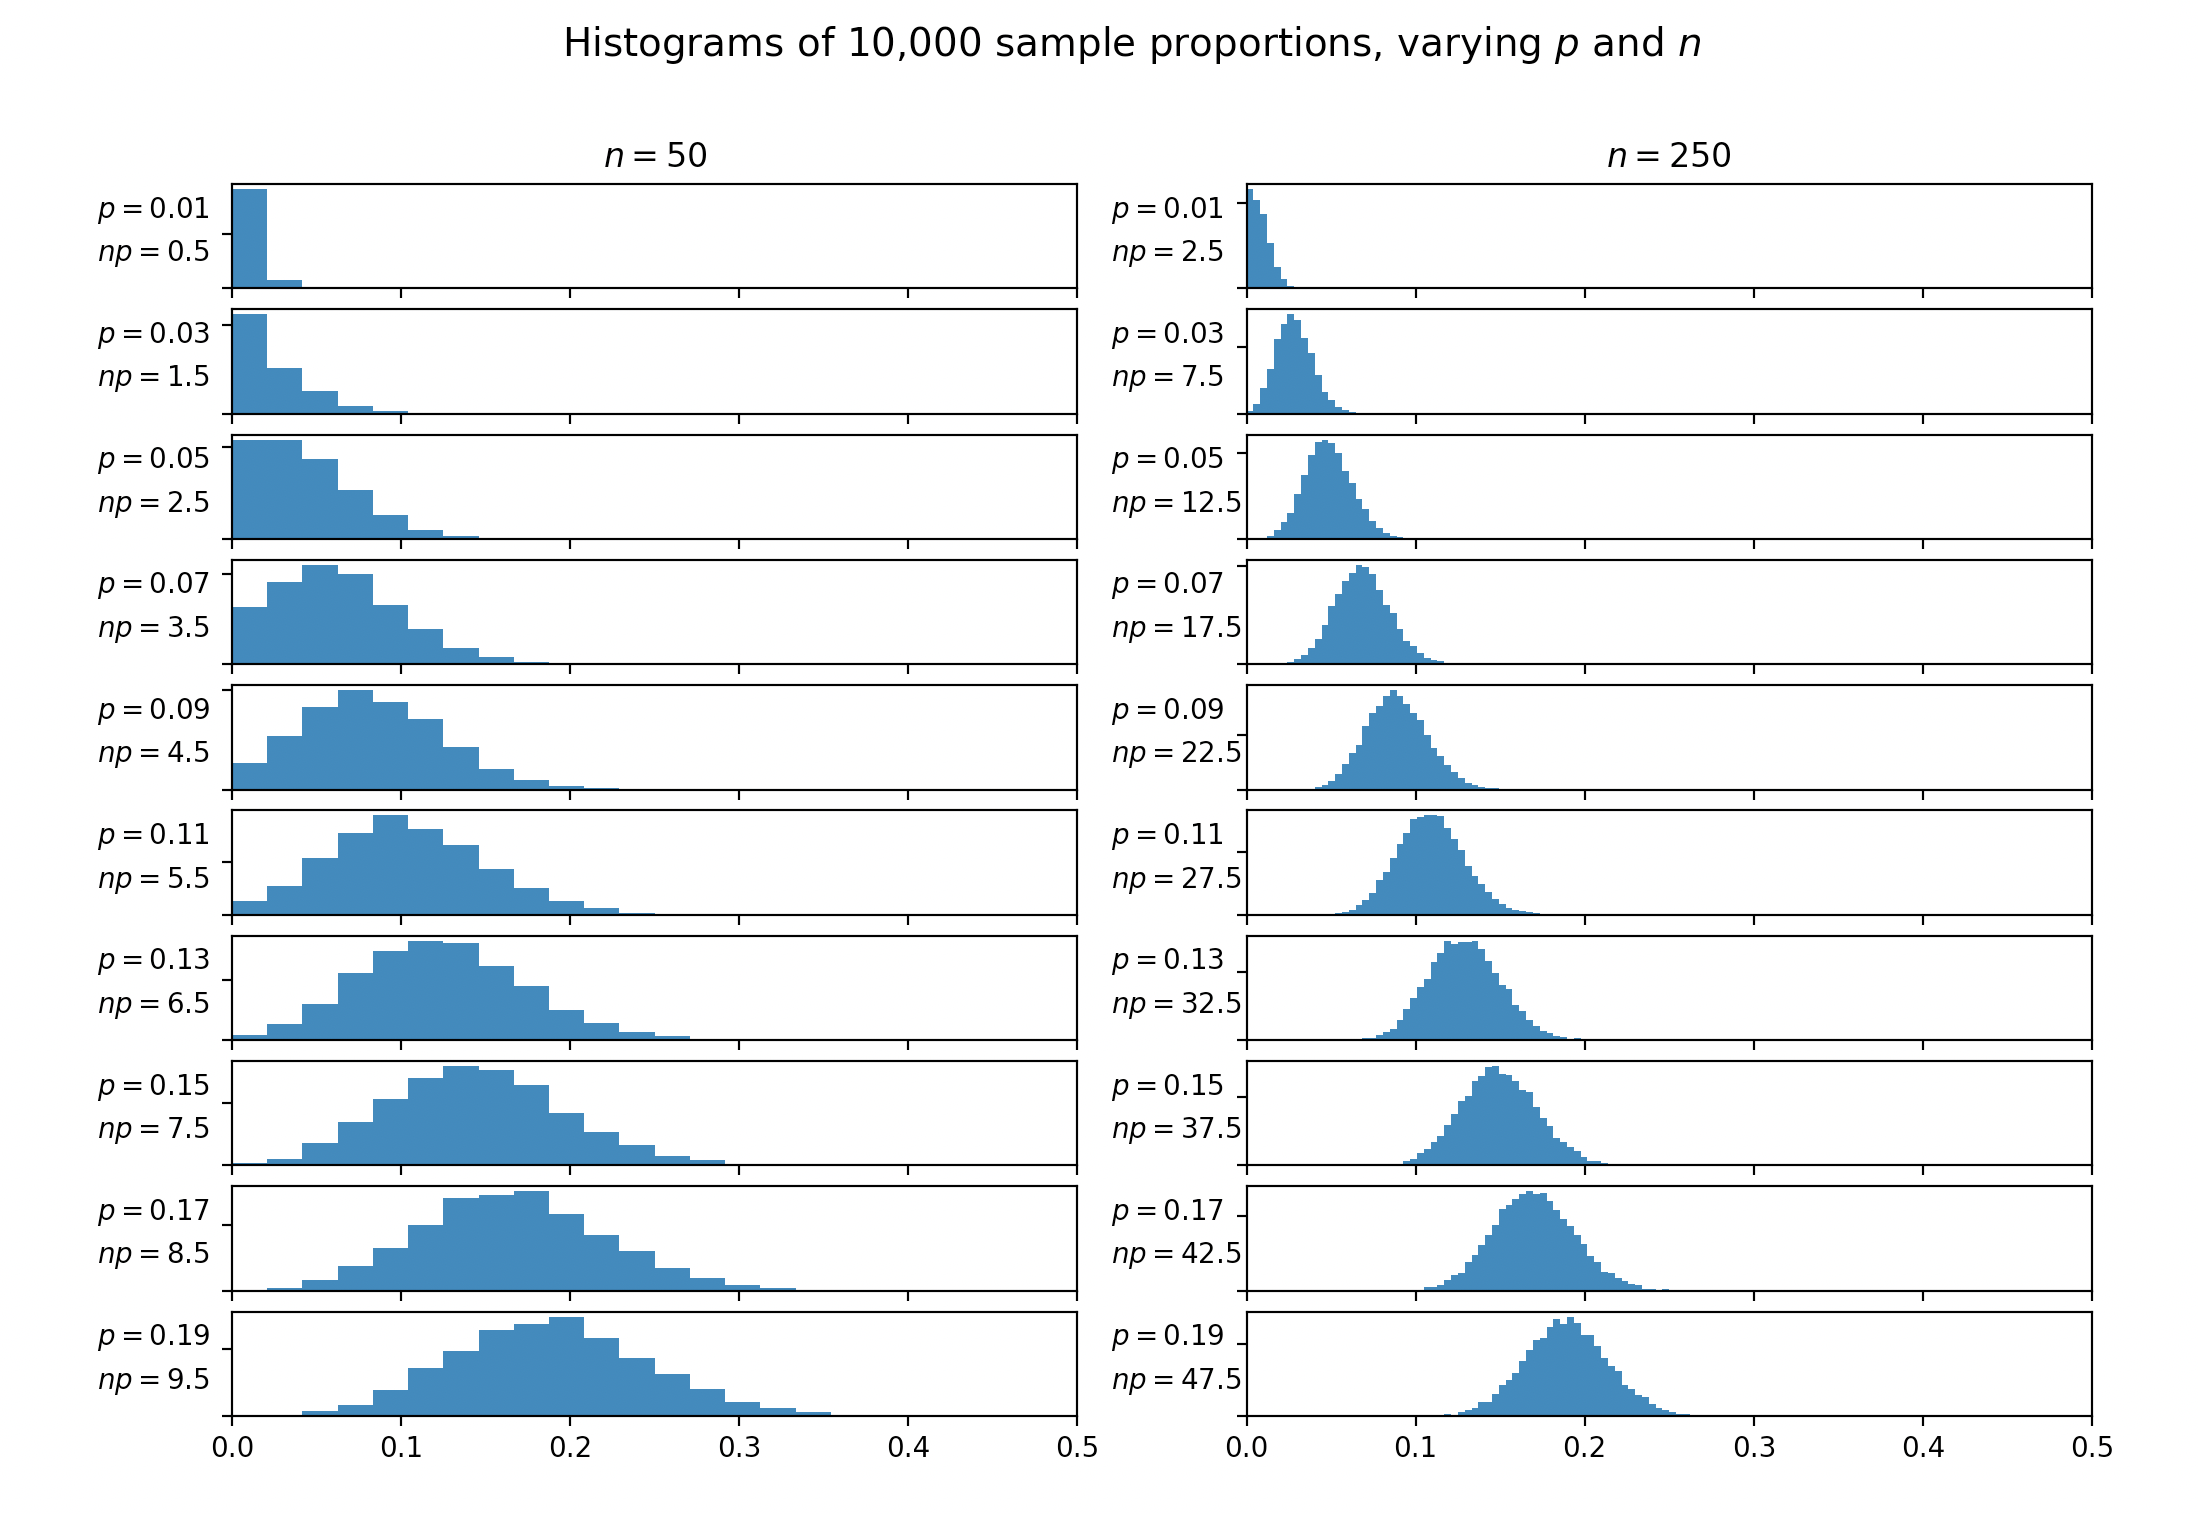 Histograms of 10,000 sample proportions, varying p and n
n = 50
p = 0.01
np = 0.5
p = 0.03
np = 1.5
p = 0.05
np = 2.5
p = 0.07
np = 3.5
p = 0.09
np = 4.5
p = 0.11
np = 5.5
p = 0.13
np = 6.5
p = 0.15
np = 7.5
p = 0.17
np = 8.5
p = 0.19
np = 9.5
0.0 0.1 0.2 0.3 0.4 0.5
n = 250
p = 0.01
np = 2.5
p = 0.03
np = 7.5
p = 0.05
np = 12.5
p = 0.07
np = 17.5
p = 0.09
np = 22.5
p = 0.11
np = 27.5
p = 0.13
np = 32.5
p = 0.15
np = 37.5
p = 0.17
np = 42.5
p = 0.19
np = 47.5
0.0 0.1 0.2 0.3 0.4 0.5